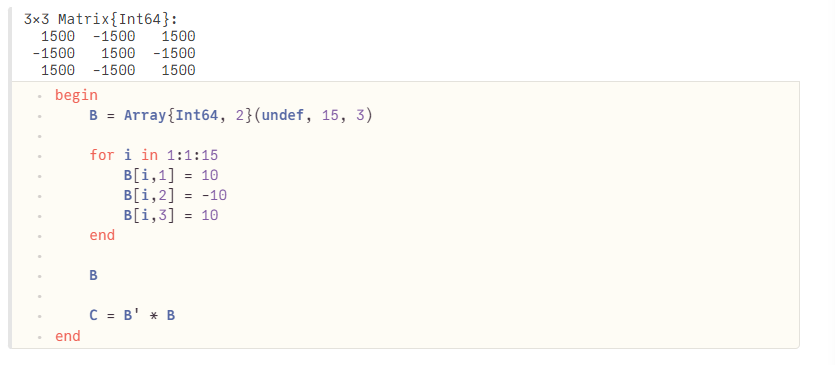 3×3 Matrix{Int64}:
  1500  -1500   1500
 -1500   1500  -1500
  1500  -1500   1500
begin
    B = Array{Int64, 2}(undef, 15, 3)
    for i in 1:1:15
        B[i,1] = 10
        B[i,2] = -10
        B[i,3] = 10
    end
    B
    C = B' * B
end